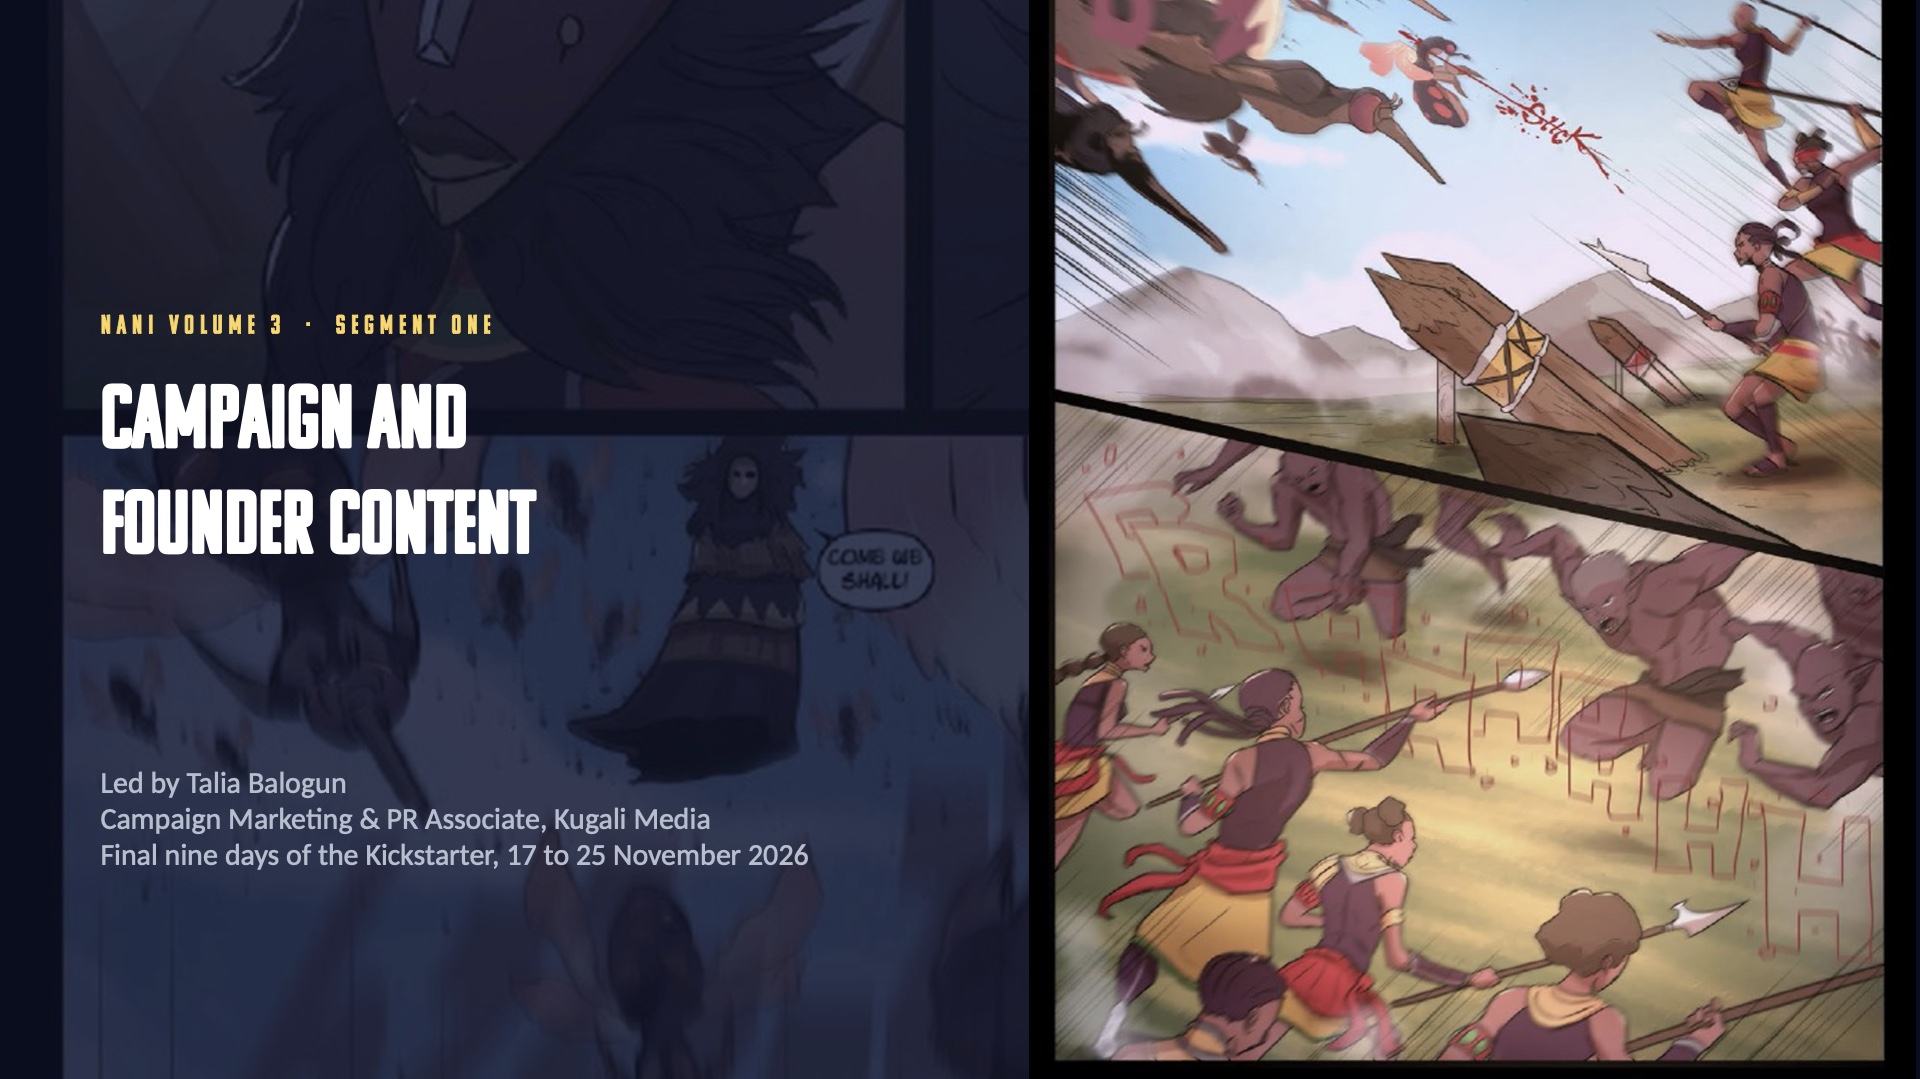 NANI VOLUME 3 · SEGMENT ONE
CAMPAIGN AND
FOUNDER CONTENT
COME WE
SHALL!
Led by Talia Balogun
Campaign Marketing & PR Associate, Kugali Media
Final nine days of the Kickstarter, 17 to 25 November 2026